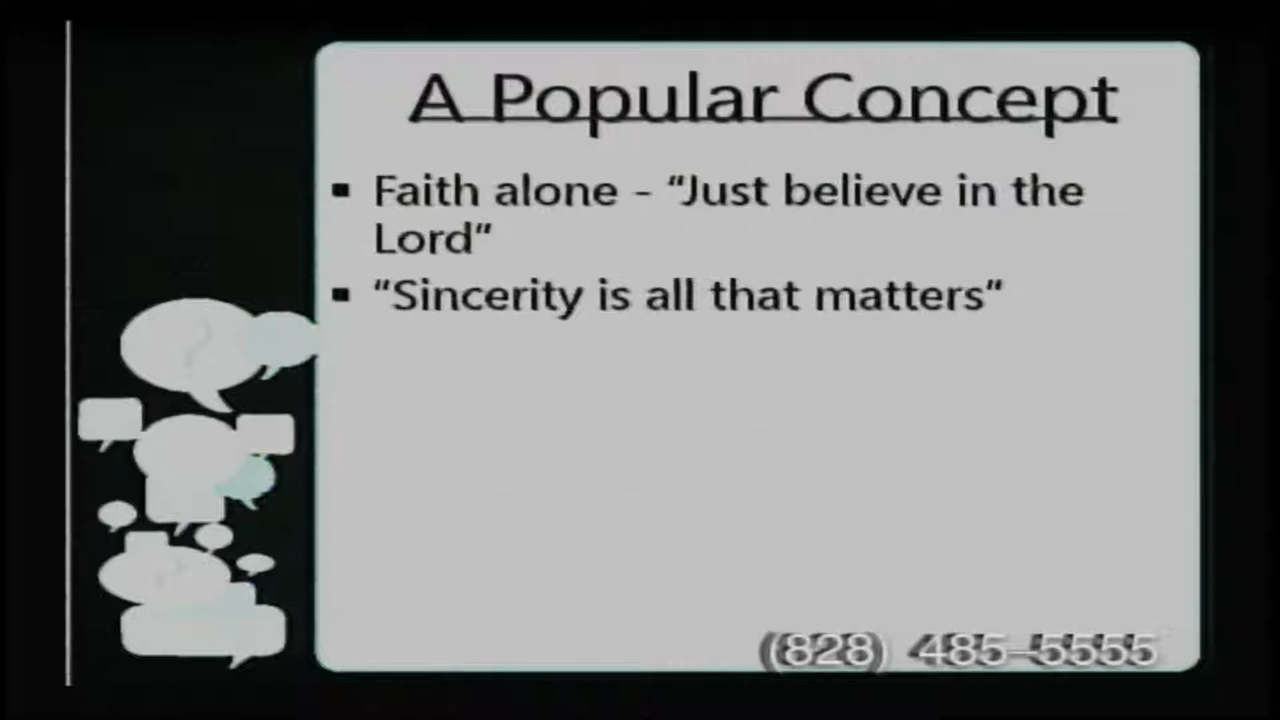 A Popular Concept
▪ Faith alone - “Just believe in the
Lord”
▪ “Sincerity is all that matters”
?
?
(828) 485-5555